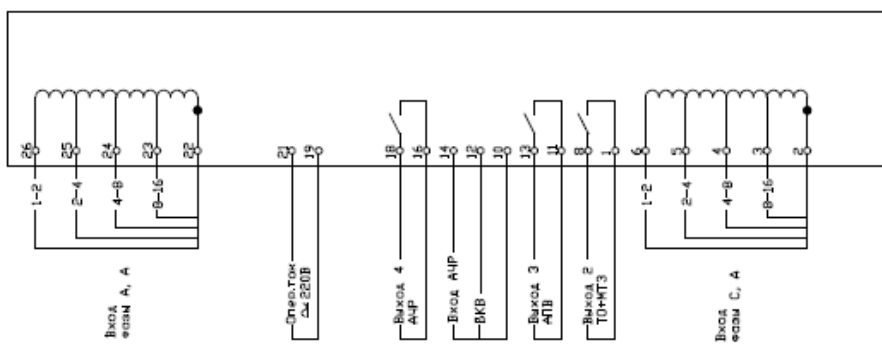 26
25
24
23
22
21
19
18
16
14
12
10
13
11
8
1
6
5
4
3
2
1-2
2-4
4-8
8-16
1-2
2-4
4-8
8-16
Вход
фазы А, А
Опер.ток
220В
Выход 4
АЧР
Вход АЧР
ВКВ
Выход 3
АПВ
Выход 2
ТО+МТЗ
Вход
фазы С, А